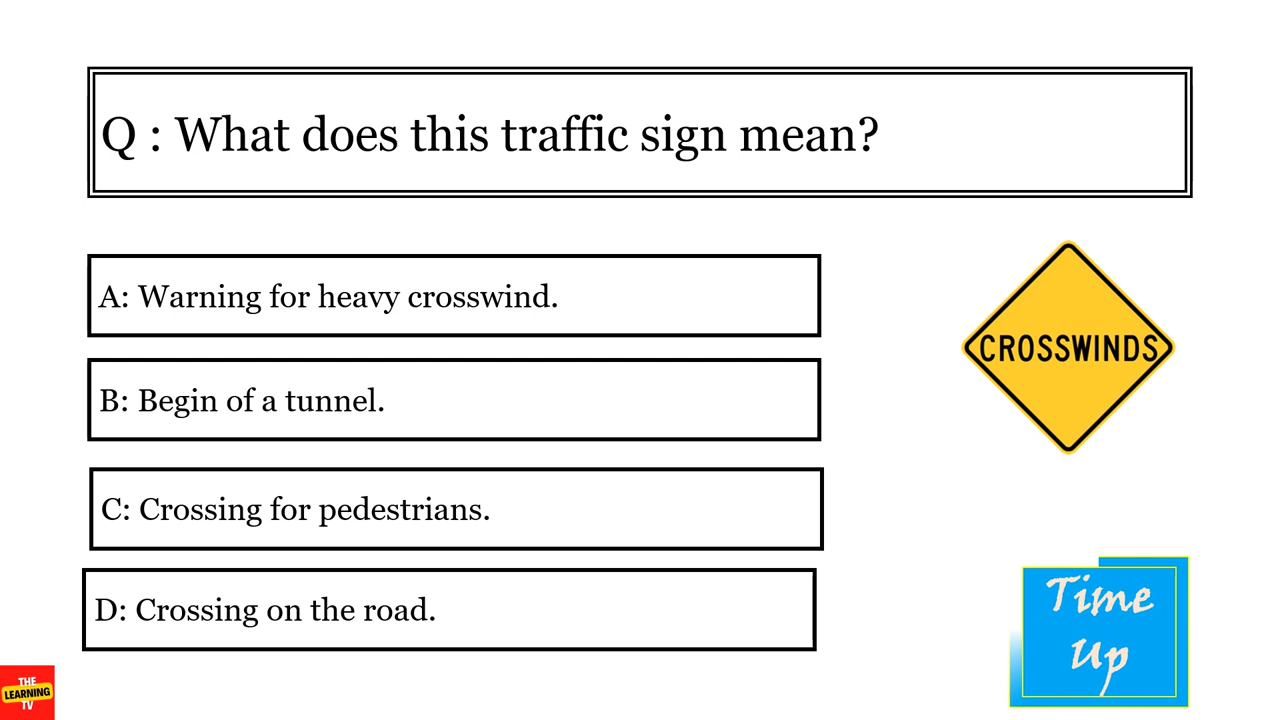 Q : What does this traffic sign mean?
A: Warning for heavy crosswind.
B: Begin of a tunnel.
CROSSWINDS
C: Crossing for pedestrians.
D: Crossing on the road.
Time
Up
THE
LEARNING
TV